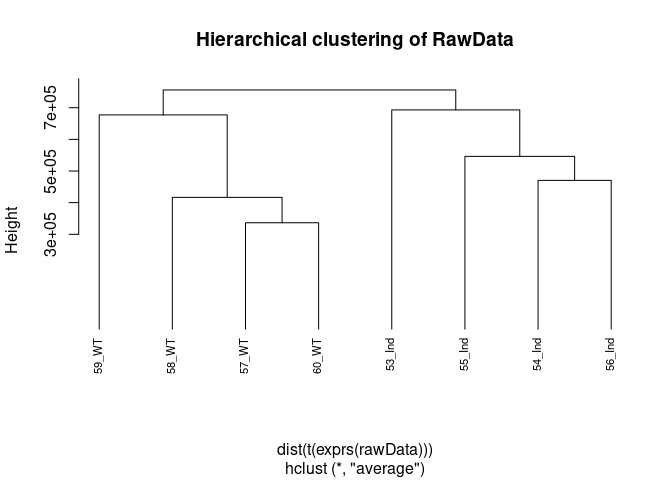 Hierarchical clustering of RawData
Height
7e+05
5e+05
3e+05
59_WT
58_WT
57_WT
60_WT
53_Ind
55_Ind
54_Ind
56_Ind
dist(t(exprs(rawData)))
hclust (*, "average")